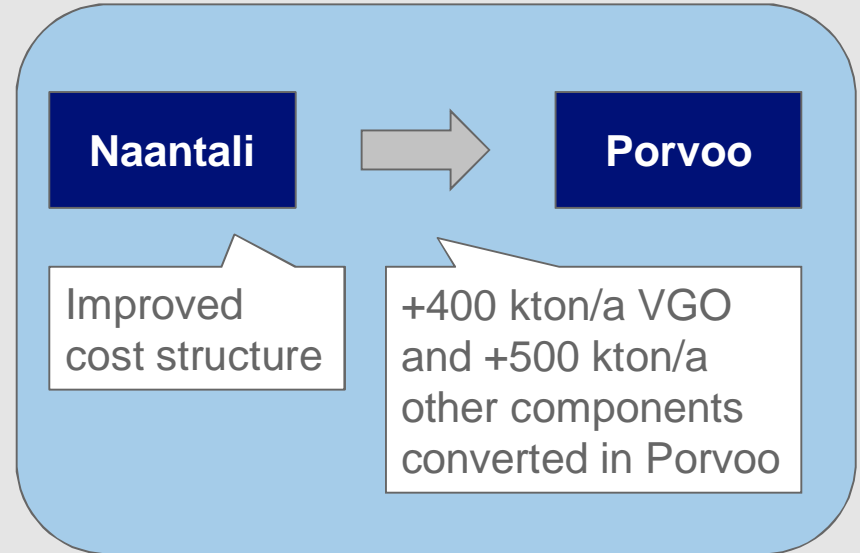 Naantali
Porvoo
Improved
cost structure
+400 kton/a VGO
and +500 kton/a
other components
converted in Porvoo